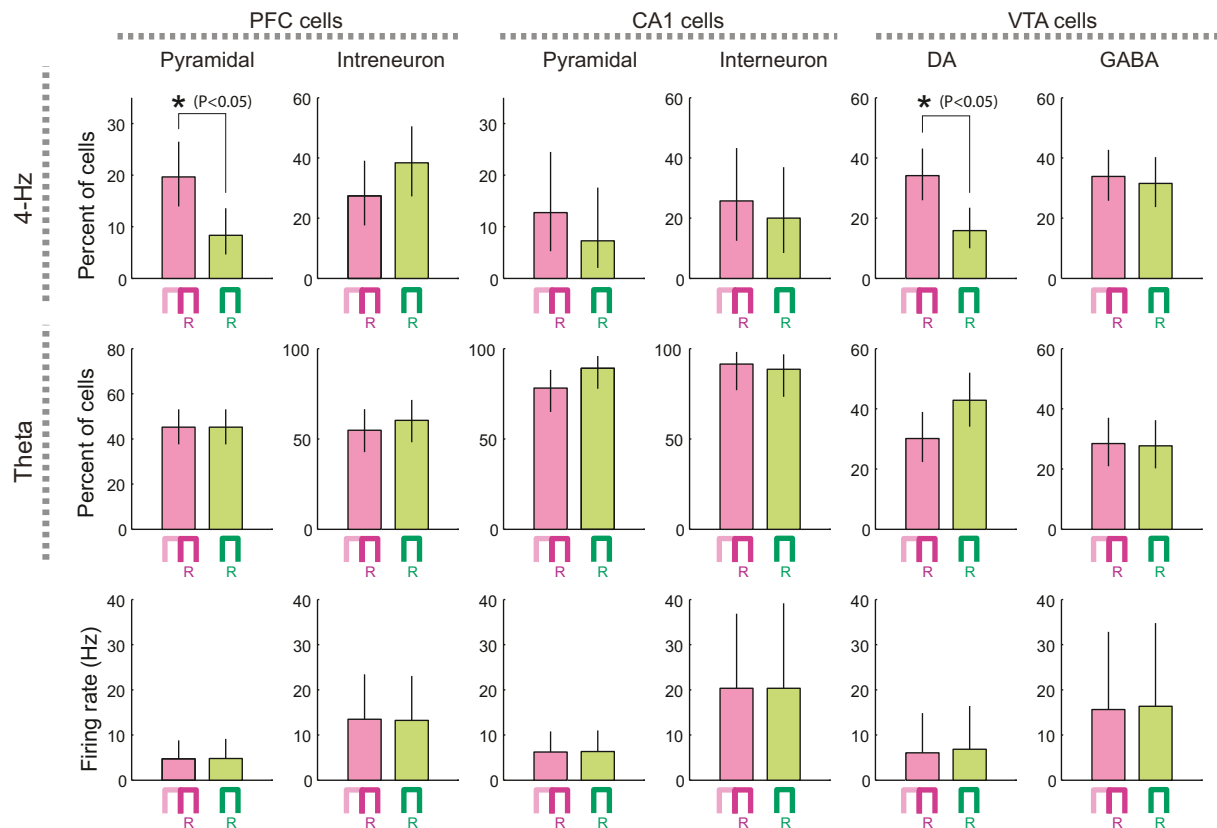 PFC cells CA1 cells VTA cells
Pyramidal Intreneuron Pyramidal Interneuron DA GABA
4-Hz
Percent of cells
* (P<0.05) * (P<0.05)
30 20 10 0
60 40 20 0
30 20 10 0
60 40 20 0
60 40 20 0
60 40 20 0
R R R R R R R R R R R R
Theta
Percent of cells
80 60 40 20 0
100 50 0
100 50 0
100 50 0
60 40 20 0
60 40 20 0
R R R R R R R R R R R R
Firing rate (Hz)
40 30 20 10 0
40 30 20 10 0
40 30 20 10 0
40 30 20 10 0
40 30 20 10 0
40 30 20 10 0
R R R R R R R R R R R R